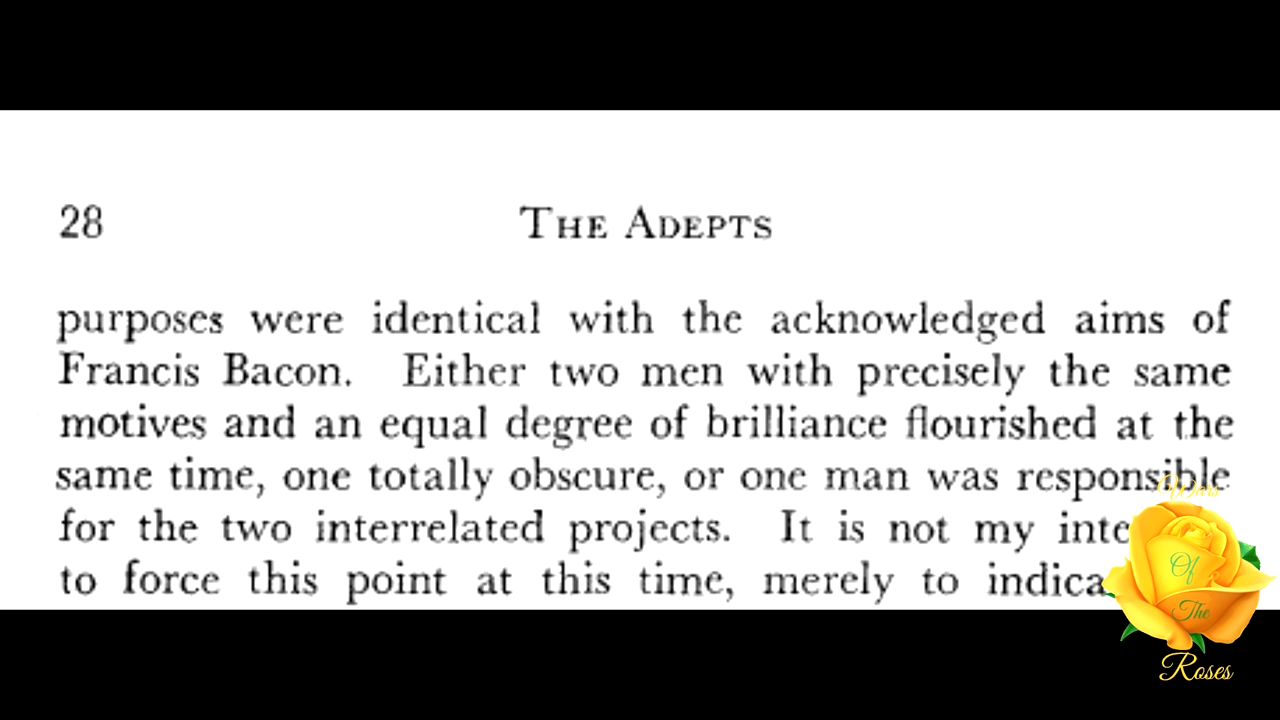 28 THE ADEPTS
purposes were identical with the acknowledged aims of
Francis Bacon. Either two men with precisely the same
motives and an equal degree of brilliance flourished at the
same time, one totally obscure, or one man was responsible
for the two interrelated projects. It is not my
to force this point at this time, merely to
Wars
Of
The
Roses